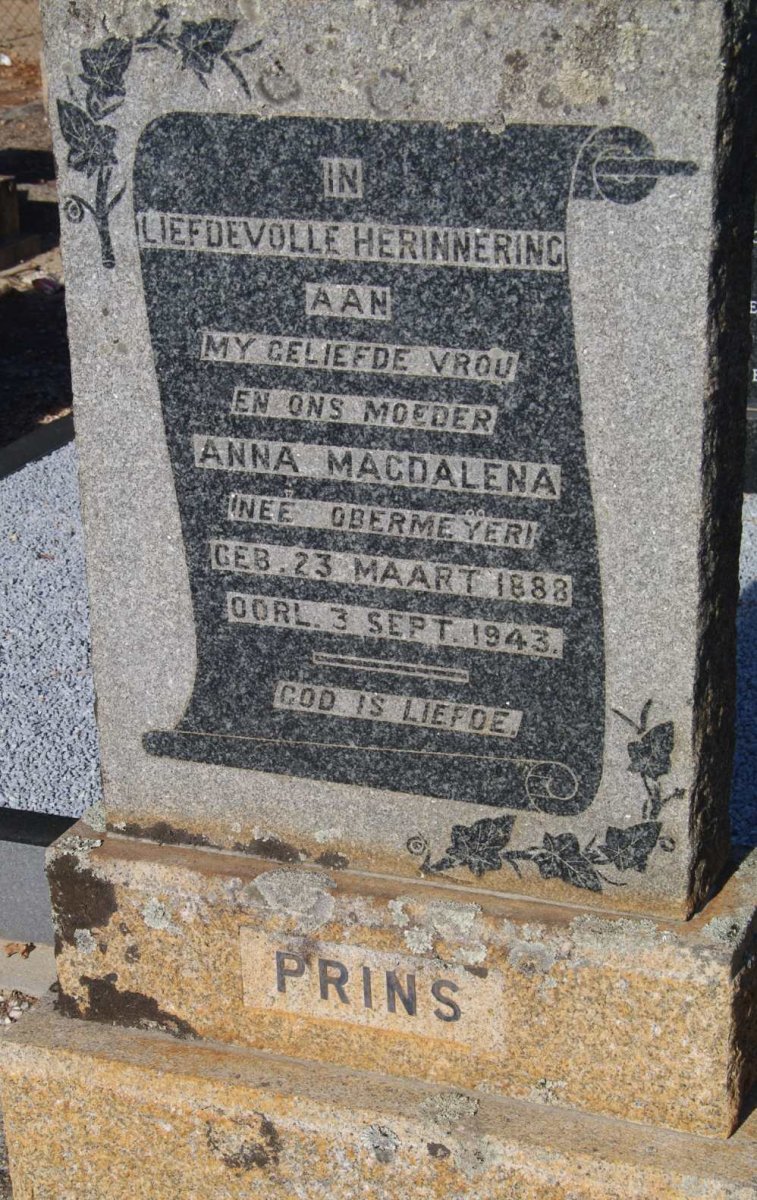 IN
LIEFDEVOLLE HERINNERING
AAN
MY GELIEFDE VROU
EN ONS MOEDER
ANNA MAGDALENA
(NEE OBERMEYER)
GEB. 23 MAART 1888
OORL. 3 SEPT. 1943.
GOD IS LIEFDE.
PRINS